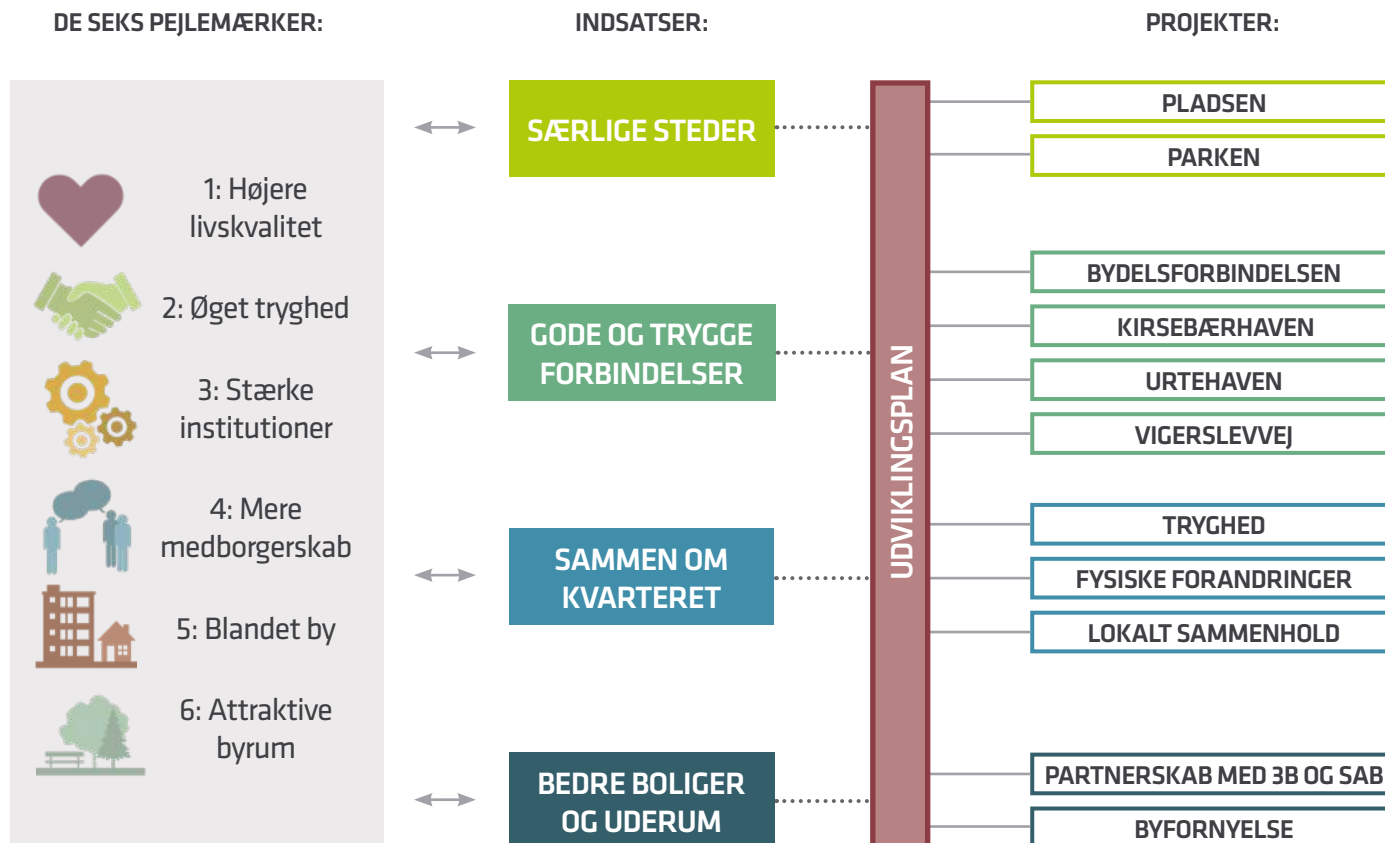 DE SEKS PEJLEMÆRKER:
INDSATSER:
PROJEKTER:
1: Højere
livskvalitet
2: Øget tryghed
3: Stærke
institutioner
4: Mere
medborgerskab
5: Blandet by
6: Attraktive
byrum
SÆRLIGE STEDER
GODE OG TRYGGE
FORBINDELSER
SAMMEN OM
KVARTERET
BEDRE BOLIGER
OG UDERUM
UDVIKLINGSPLAN
PLADSEN
PARKEN
BYDELSFORBINDELSEN
KIRSEBÆRHAVEN
URTEHAVEN
VIGERSLEVVEJ
TRYGHED
FYSISKE FORANDRINGER
LOKALT SAMMENHOLD
PARTNERSKAB MED 3B OG SAB
BYFORNYELSE